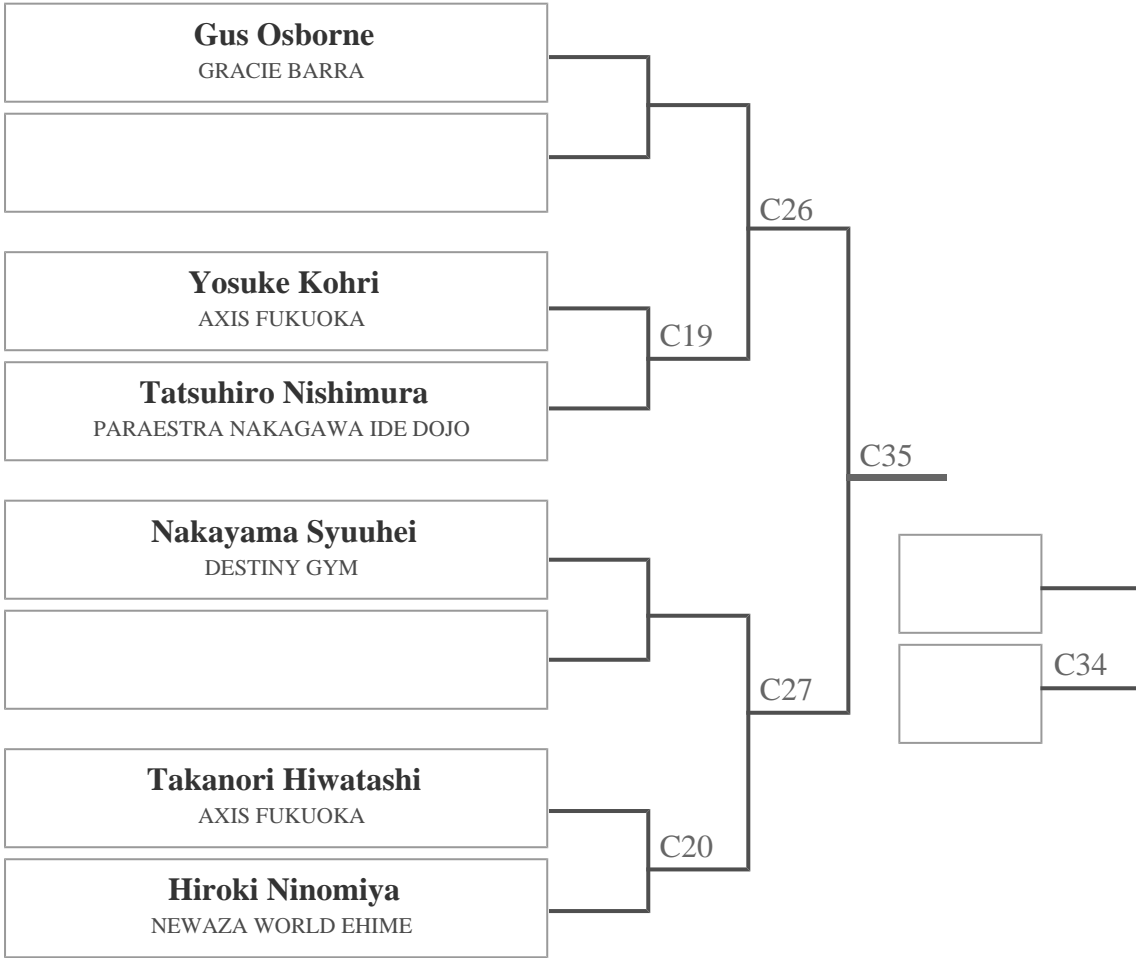 Gus Osborne
GRACIE BARRA
C26
Yosuke Kohri
AXIS FUKUOKA
C19
Tatsuhiro Nishimura
PARAESTRA NAKAGAWA IDE DOJO
C35
Nakayama Syuuhei
DESTINY GYM
C34
C27
Takanori Hiwatashi
AXIS FUKUOKA
C20
Hiroki Ninomiya
NEWAZA WORLD EHIME